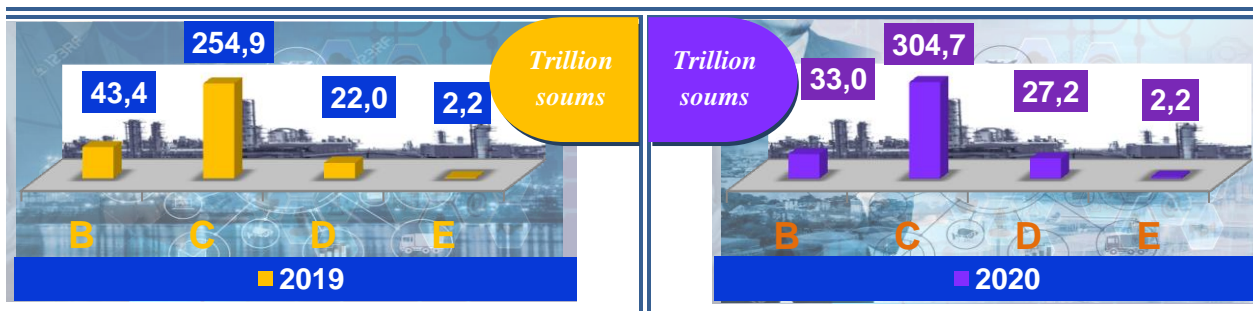 254,9
43,4
22,0
2,2
Trillion
soums
B
C
D
E
2019
Trillion
soums
304,7
33,0
27,2
2,2
B
C
D
E
2020